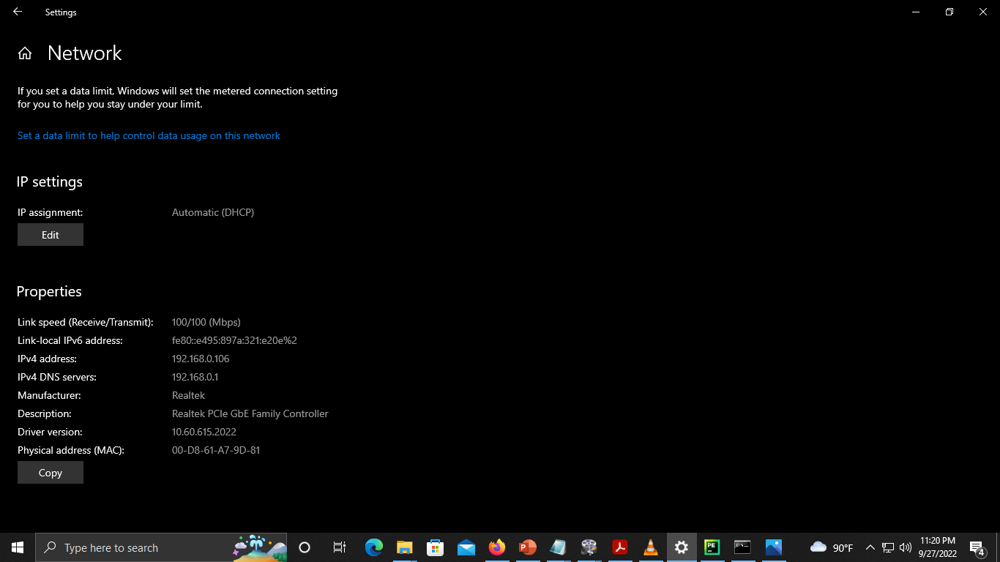 Settings
Network
If you set a data limit, Windows will set the metered connection setting
for you to help you stay under your limit.
Set a data limit to help control data usage on this network
IP settings
IP assignment: Automatic (DHCP)
Edit
Properties
Link speed (Receive/Transmit): 100/100 (Mbps)
Link-local IPv6 address: fe80::e495:897a:321:e20e%2
IPv4 address: 192.168.0.106
IPv4 DNS servers: 192.168.0.1
Manufacturer: Realtek
Description: Realtek PCIe GbE Family Controller
Driver version: 10.60.615.2022
Physical address (MAC): 00-D8-61-A7-9D-81
Copy
Type here to search
P
PE
C:\_
90°F
11:20 PM
9/27/2022
4